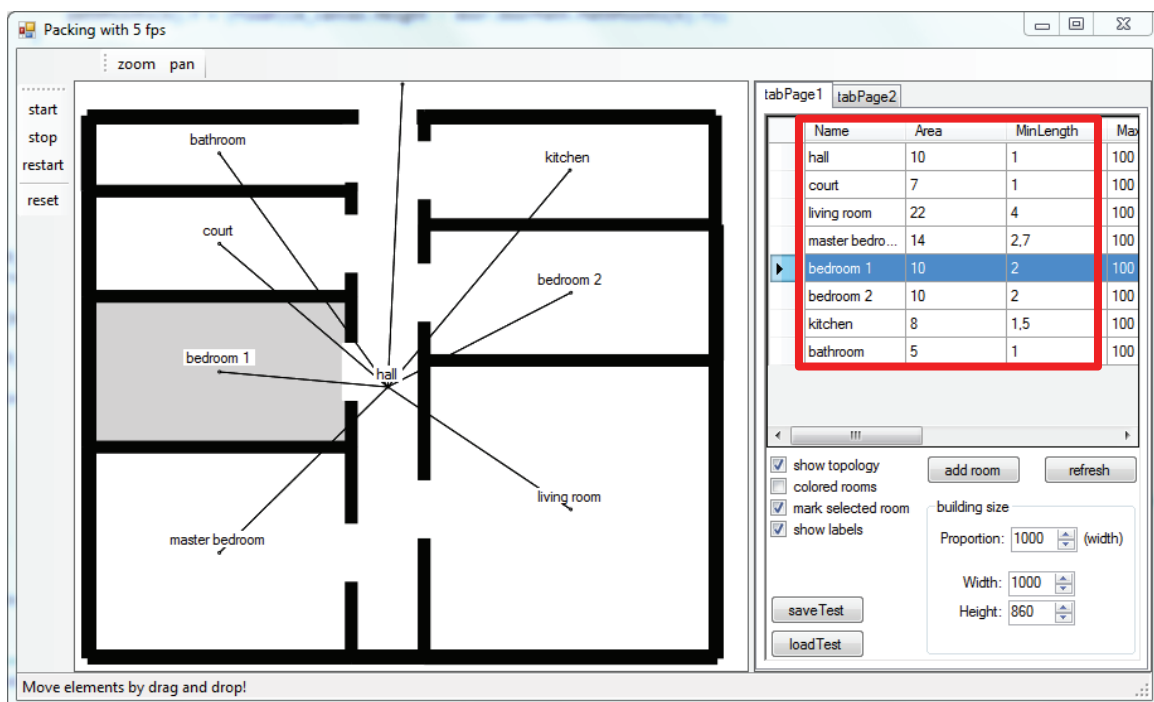 Packing with 5 fps
zoom pan
start
stop
restart
reset
bathroom
kitchen
court
bedroom 2
bedroom 1
hall
living room
master bedroom
tabPage1 tabPage2
Name Area MinLength Max
hall 10 1 100
court 7 1 100
living room 22 4 100
master bedro... 14 2,7 100
bedroom 1 10 2 100
bedroom 2 10 2 100
kitchen 8 1,5 100
bathroom 5 1 100
show topology
colored rooms
mark selected room
show labels
add room refresh
building size
Proportion: 1000 (width)
Width: 1000
Height: 860
saveTest
loadTest
Move elements by drag and drop!